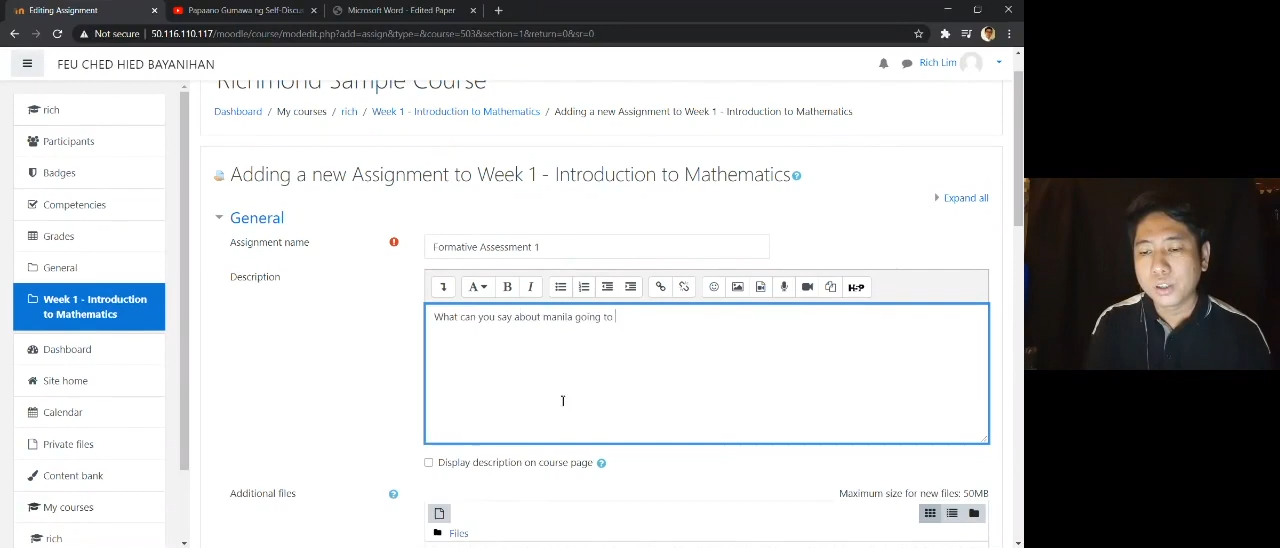 Editing Assignment
Papaano Gumawa ng Self-Discus
Microsoft Word - Edited Paper
Not secure
50.116.110.117/moodle/course/modedit.php?add=assign&type=&course=503&section=1&return=0&sr=0
FEU CHED HIED BAYANIHAN
Rich Lim
rich
Participants
Badges
Competencies
Grades
General
Week 1 - Introduction
to Mathematics
Dashboard
Site home
Calendar
Private files
Content bank
My courses
rich
Richmond Sample Course
Dashboard / My courses / rich / Week 1 - Introduction to Mathematics / Adding a new Assignment to Week 1 - Introduction to Mathematics
Adding a new Assignment to Week 1 - Introduction to Mathematics
Expand all
General
Assignment name
Formative Assessment 1
Description
A
B
I
H-P
What can you say about manila going to
Display description on course page
Additional files
Maximum size for new files: 50MB
Files